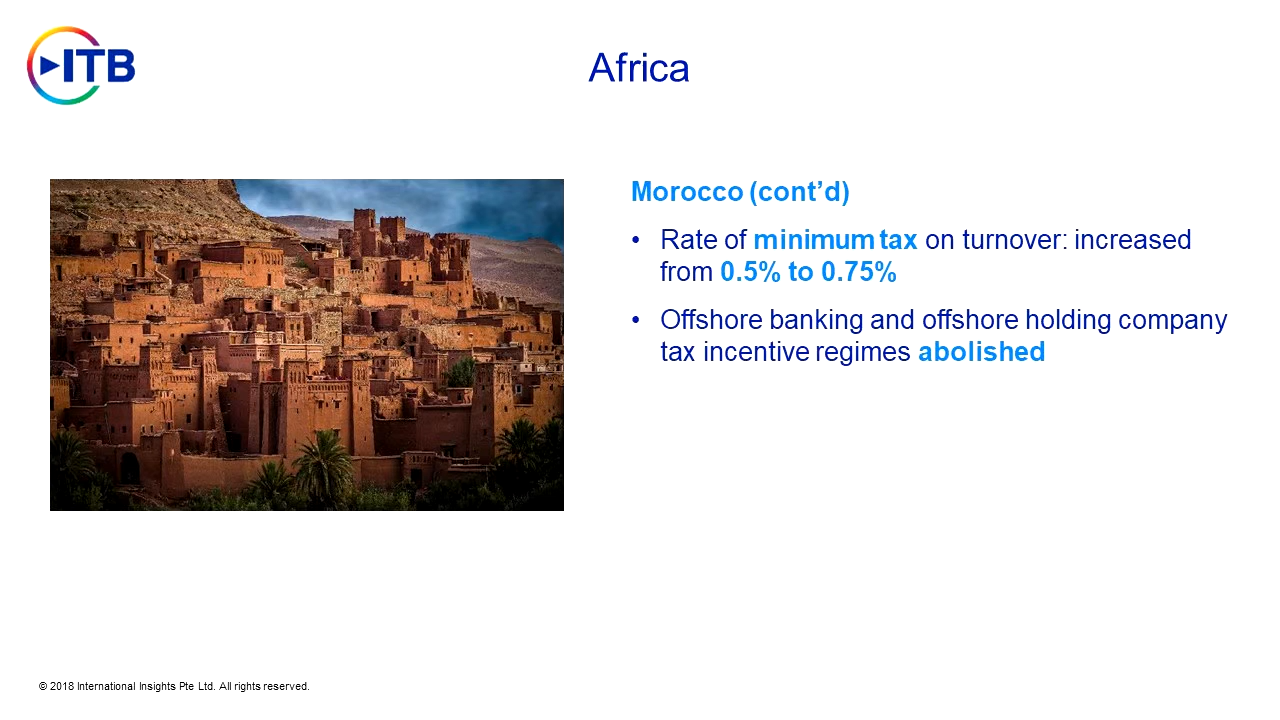 ITB
Africa
Morocco (cont’d)
• Rate of minimum tax on turnover: increased
from 0.5% to 0.75%
• Offshore banking and offshore holding company
tax incentive regimes abolished
© 2018 International Insights Pte Ltd. All rights reserved.